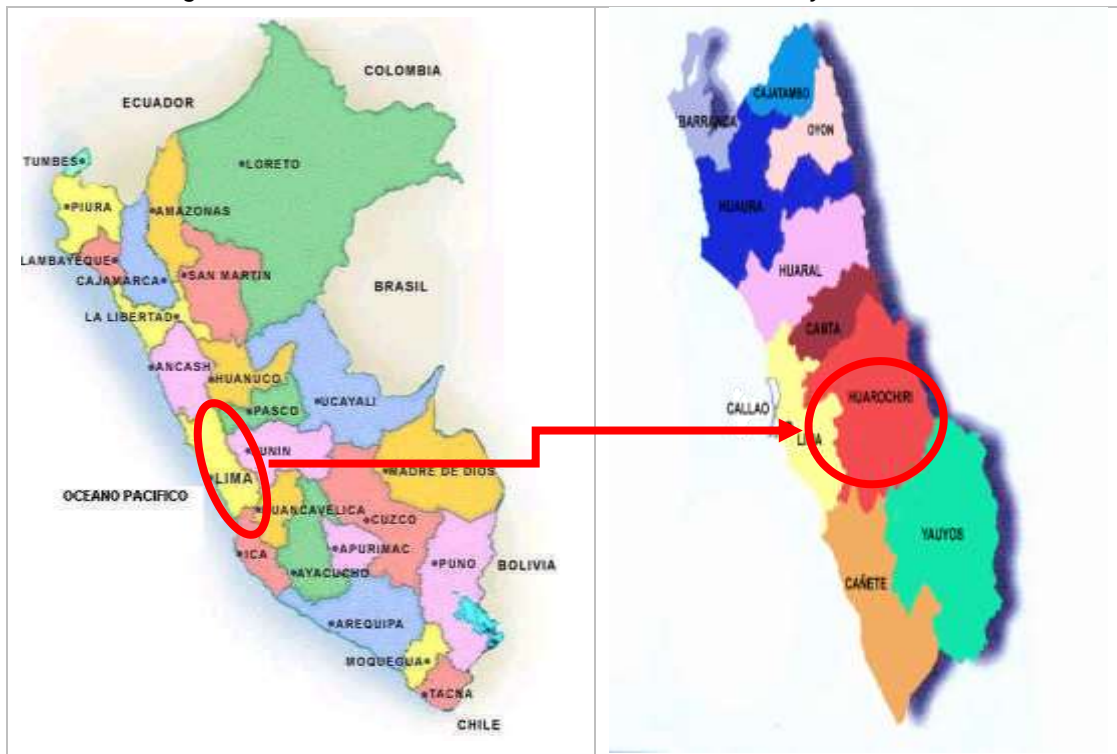 COLOMBIA
ECUADOR
TUMBES
LORETO
PIURA
AMAZONAS
LAMBAYEQUE
SAN MARTIN
CAJAMARCA
BRASIL
LA LIBERTAD
ANCASH
HUANUCO
UCAYALI
PASCO
JUNIN
LIMA
MADRE DE DIOS
OCEANO PACIFICO
HUANCAVELICA
CUZCO
ICA
APURIMAC
PUNO
BOLIVIA
AYACUCHO
AREQUIPA
MOQUEGUA
TACNA
CHILE
CAJATAMBO
BARRANCA
OYON
HUAURA
HUARAL
CANTA
HUAROCHIRI
CALLAO
LIMA
YAUYOS
CAÑETE